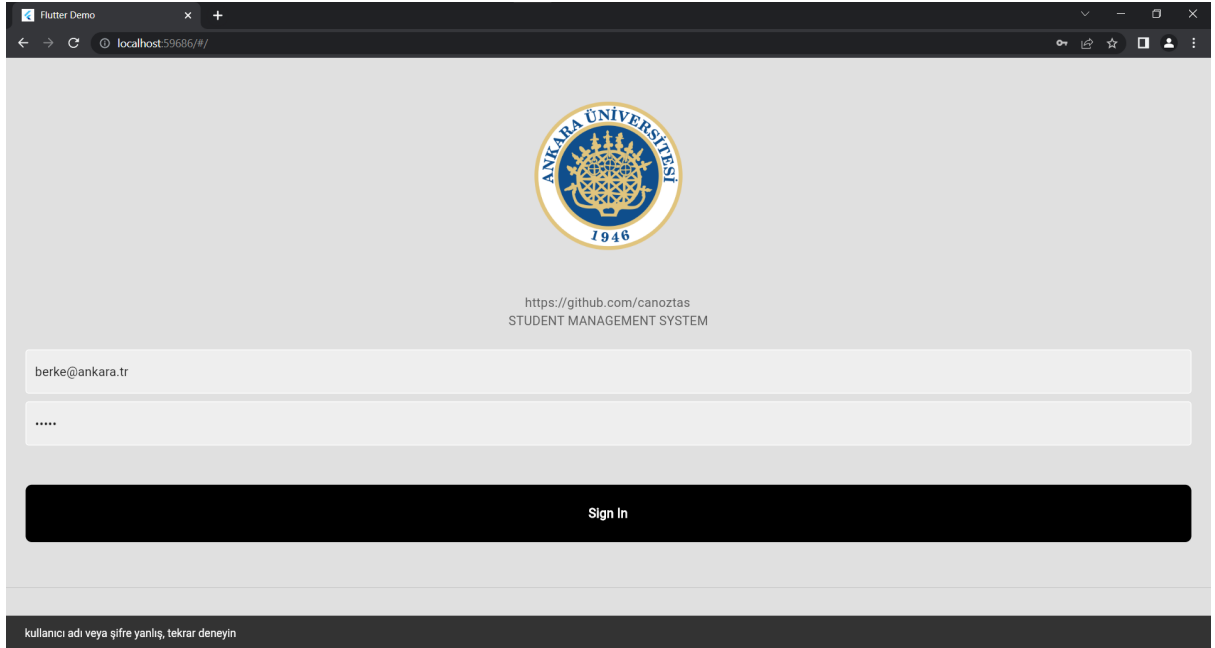 Flutter Demo
localhost:59686/#/
ANKARA ÜNİVERSİTESİ
1946
https://github.com/canoztas
STUDENT MANAGEMENT SYSTEM
berke@ankara.tr
•••••
Sign In
kullanıcı adı veya şifre yanlış, tekrar deneyin